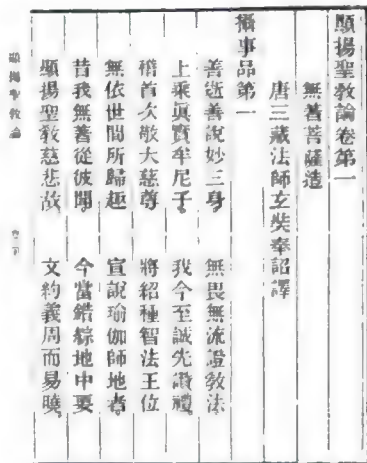 顯揚聖教論卷第一
無著菩薩造
唐三藏法師玄奘奉詔譯
攝事品第一
善逝善說妙三身 無畏無流證教法
上乘眞實牟尼子 我今至誠先讚禮
稽首次敬大慈尊 將紹種智法王位
無依世間所歸趣 宣說瑜伽師地者
昔我無著從彼聞 今當錯綜地中要
顯揚聖教慈悲故 文約義周而易曉
顯揚聖教論